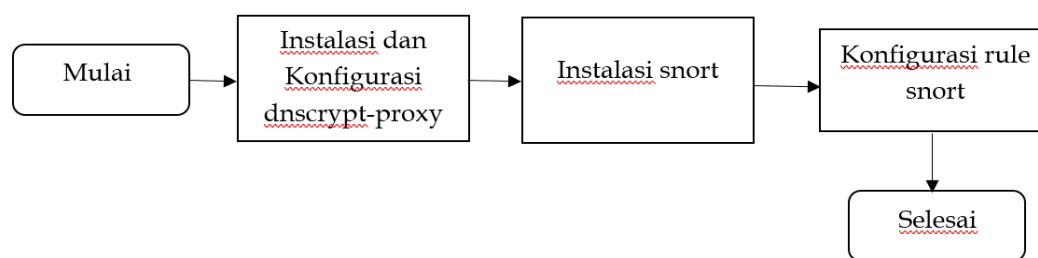 Mulai
Instalasi dan
Konfigurasi
dnscrypt-proxy
Instalasi snort
Konfigurasi rule
snort
Selesai